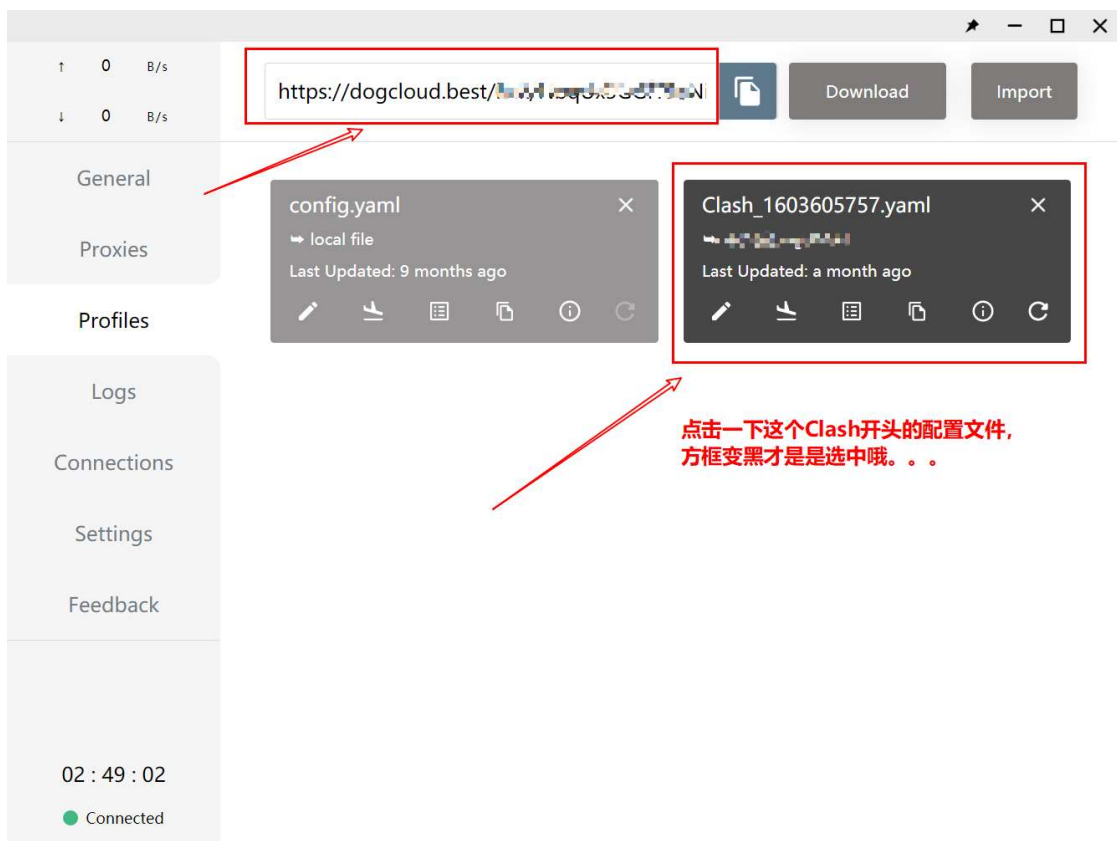 ↑ 0 B/s
↓ 0 B/s
https://dogcloud.best/
Download
Import
General
Proxies
Profiles
Logs
Connections
Settings
Feedback
config.yaml
local file
Last Updated: 9 months ago
Clash_1603605757.yaml
Last Updated: a month ago
点击一下这个Clash开头的配置文件,
方框变黑才是是选中哦。。。
02 : 49 : 02
Connected